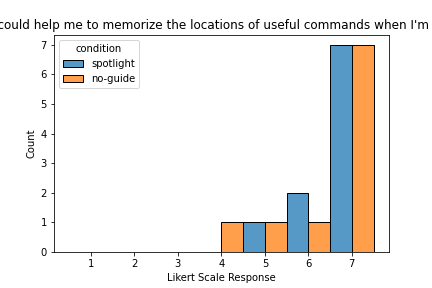 could help me to memorize the locations of useful commands when I'm
condition
spotlight
no-guide
Count
7
6
5
4
3
2
1
0
1 2 3 4 5 6 7
Likert Scale Response